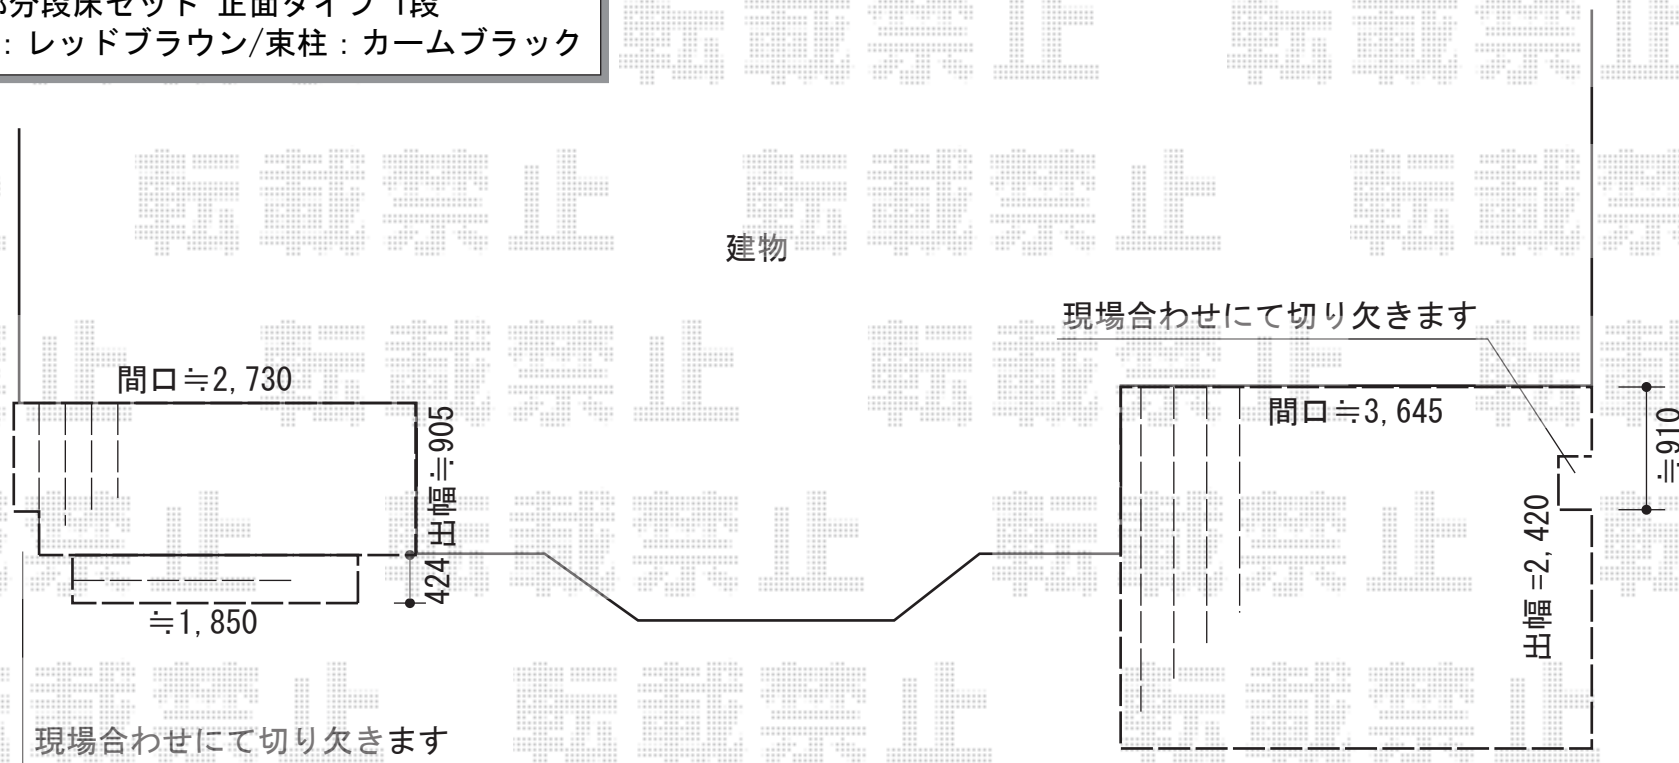 部分段床セット 正面タイプ 1段
：レッドブラウン/束柱：カームブラック
建物
現場合わせにて切り欠きます
間口≒2,730
間口≒3,645
出幅≒905
≒910
424
出幅=2,420
≒1,850
現場合わせにて切り欠きます
転載禁止